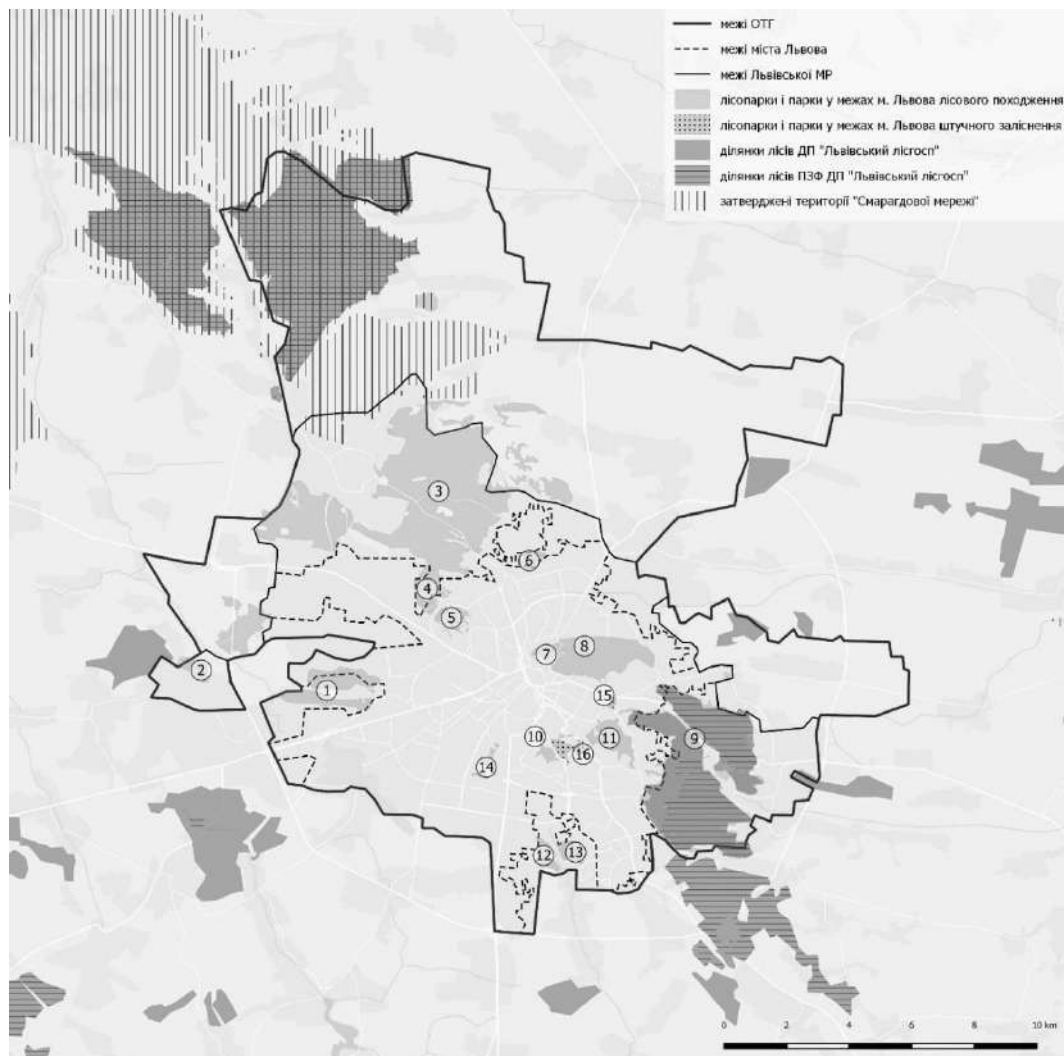 межі ОТГ
межі міста Львова
межі Львівської МР
лісопарки і парки у межах м. Львова лісового походження
лісопарки і парки у межах м. Львова штучного заліснення
ділянки лісів ДП "Львівський лісгосп"
ділянки лісів ПЗФ ДП "Львівський лісгосп"
затверджені території "Смарагдової мережі"
3
6
4
5
8
7
2
1
15
9
10
11
16
14
12
13
0 2 4 6 8 10 km